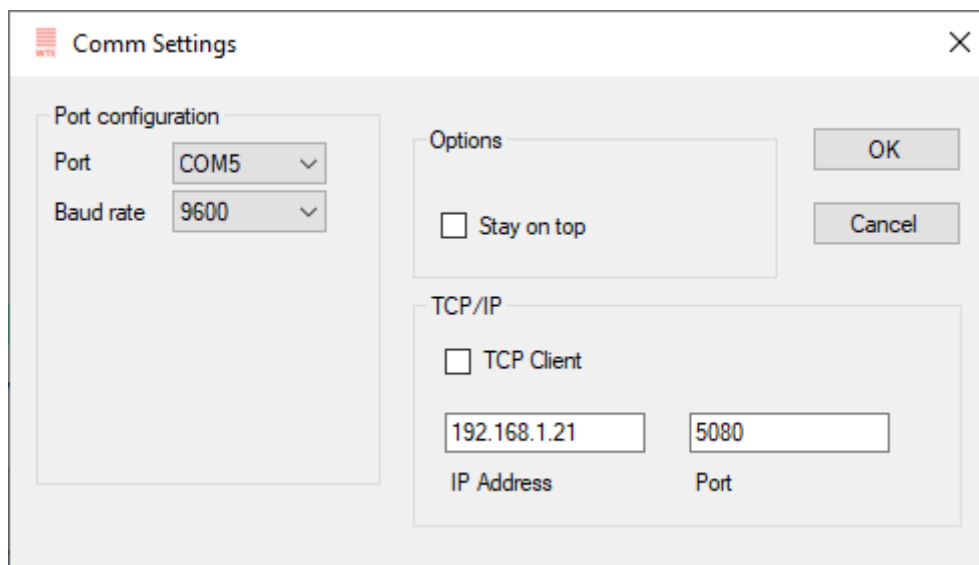 WTE
Comm Settings
Port configuration
Port COM5
Baud rate 9600
Options
Stay on top
OK
Cancel
TCP/IP
TCP Client
192.168.1.21 5080
IP Address Port